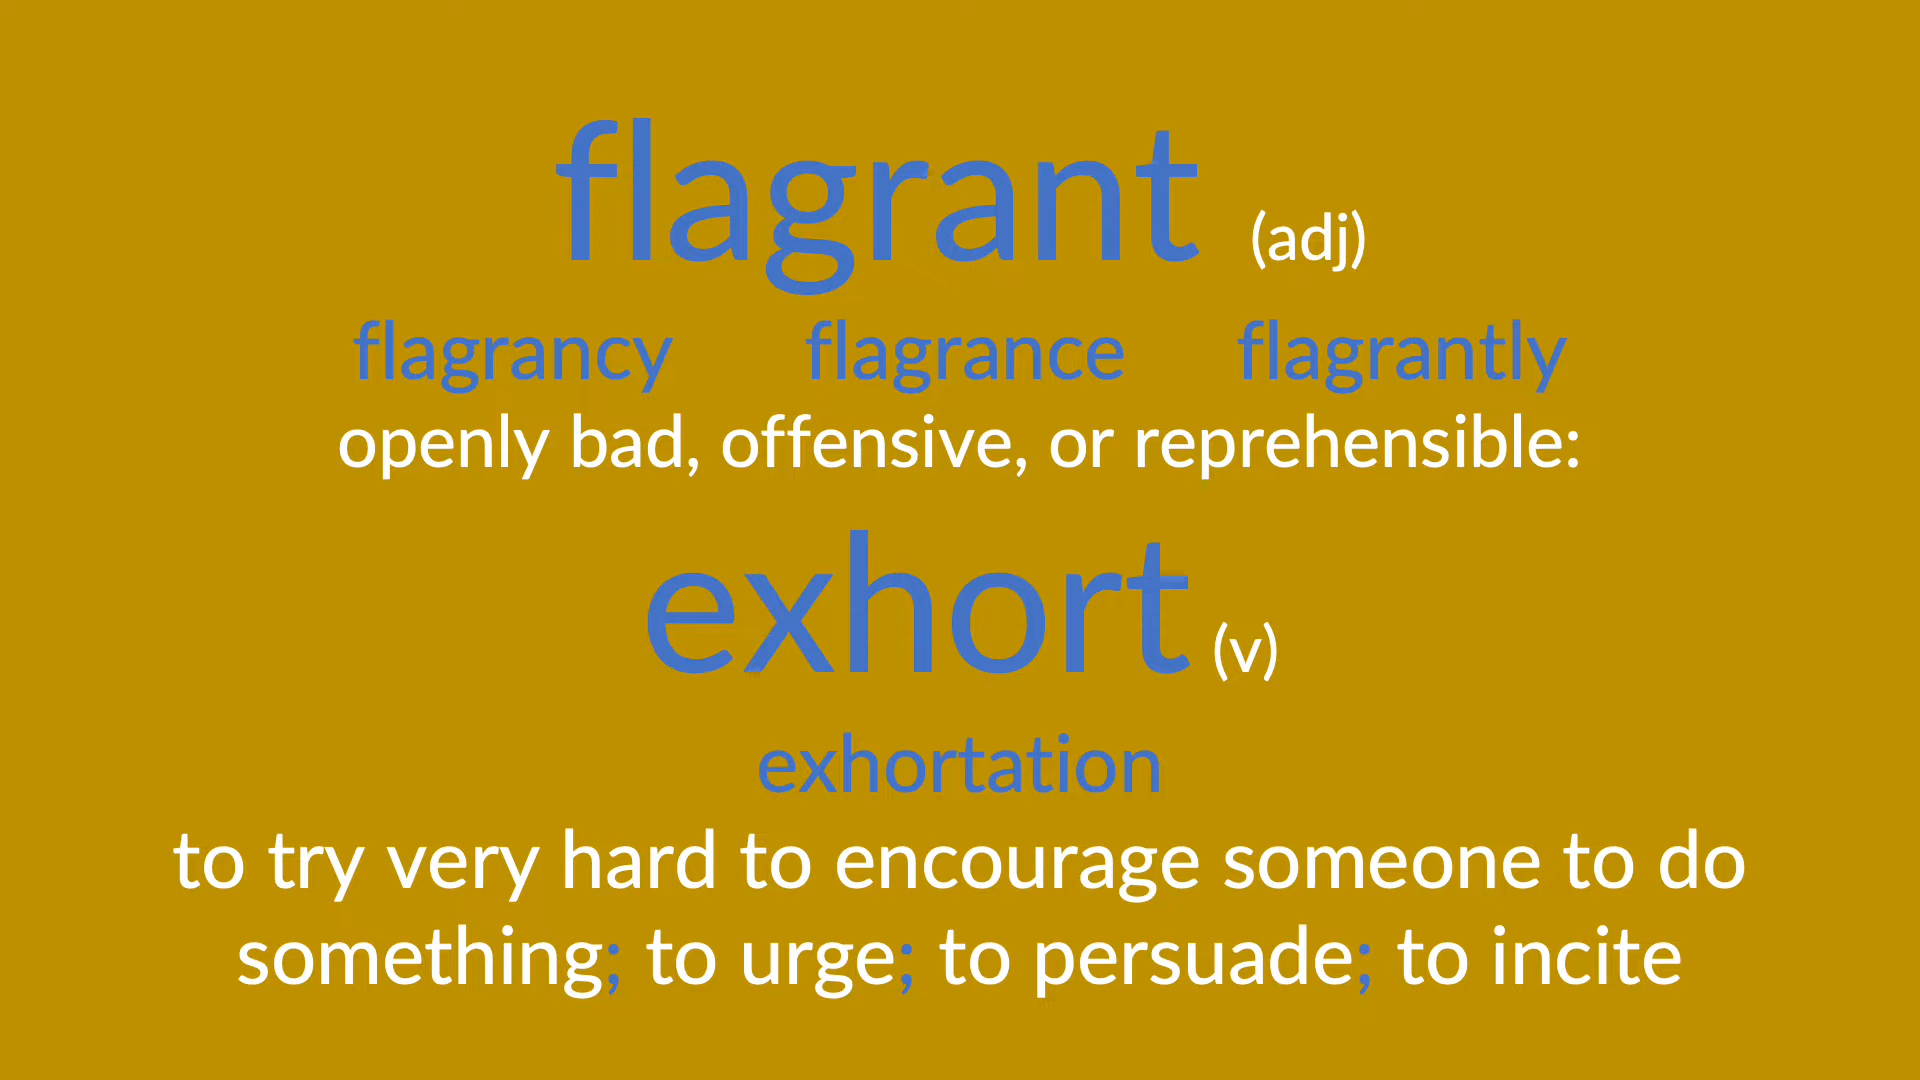 flagrant (adj)
flagrancy flagrance flagrantly
openly bad, offensive, or reprehensible:
exhort (v)
exhortation
to try very hard to encourage someone to do
something; to urge; to persuade; to incite